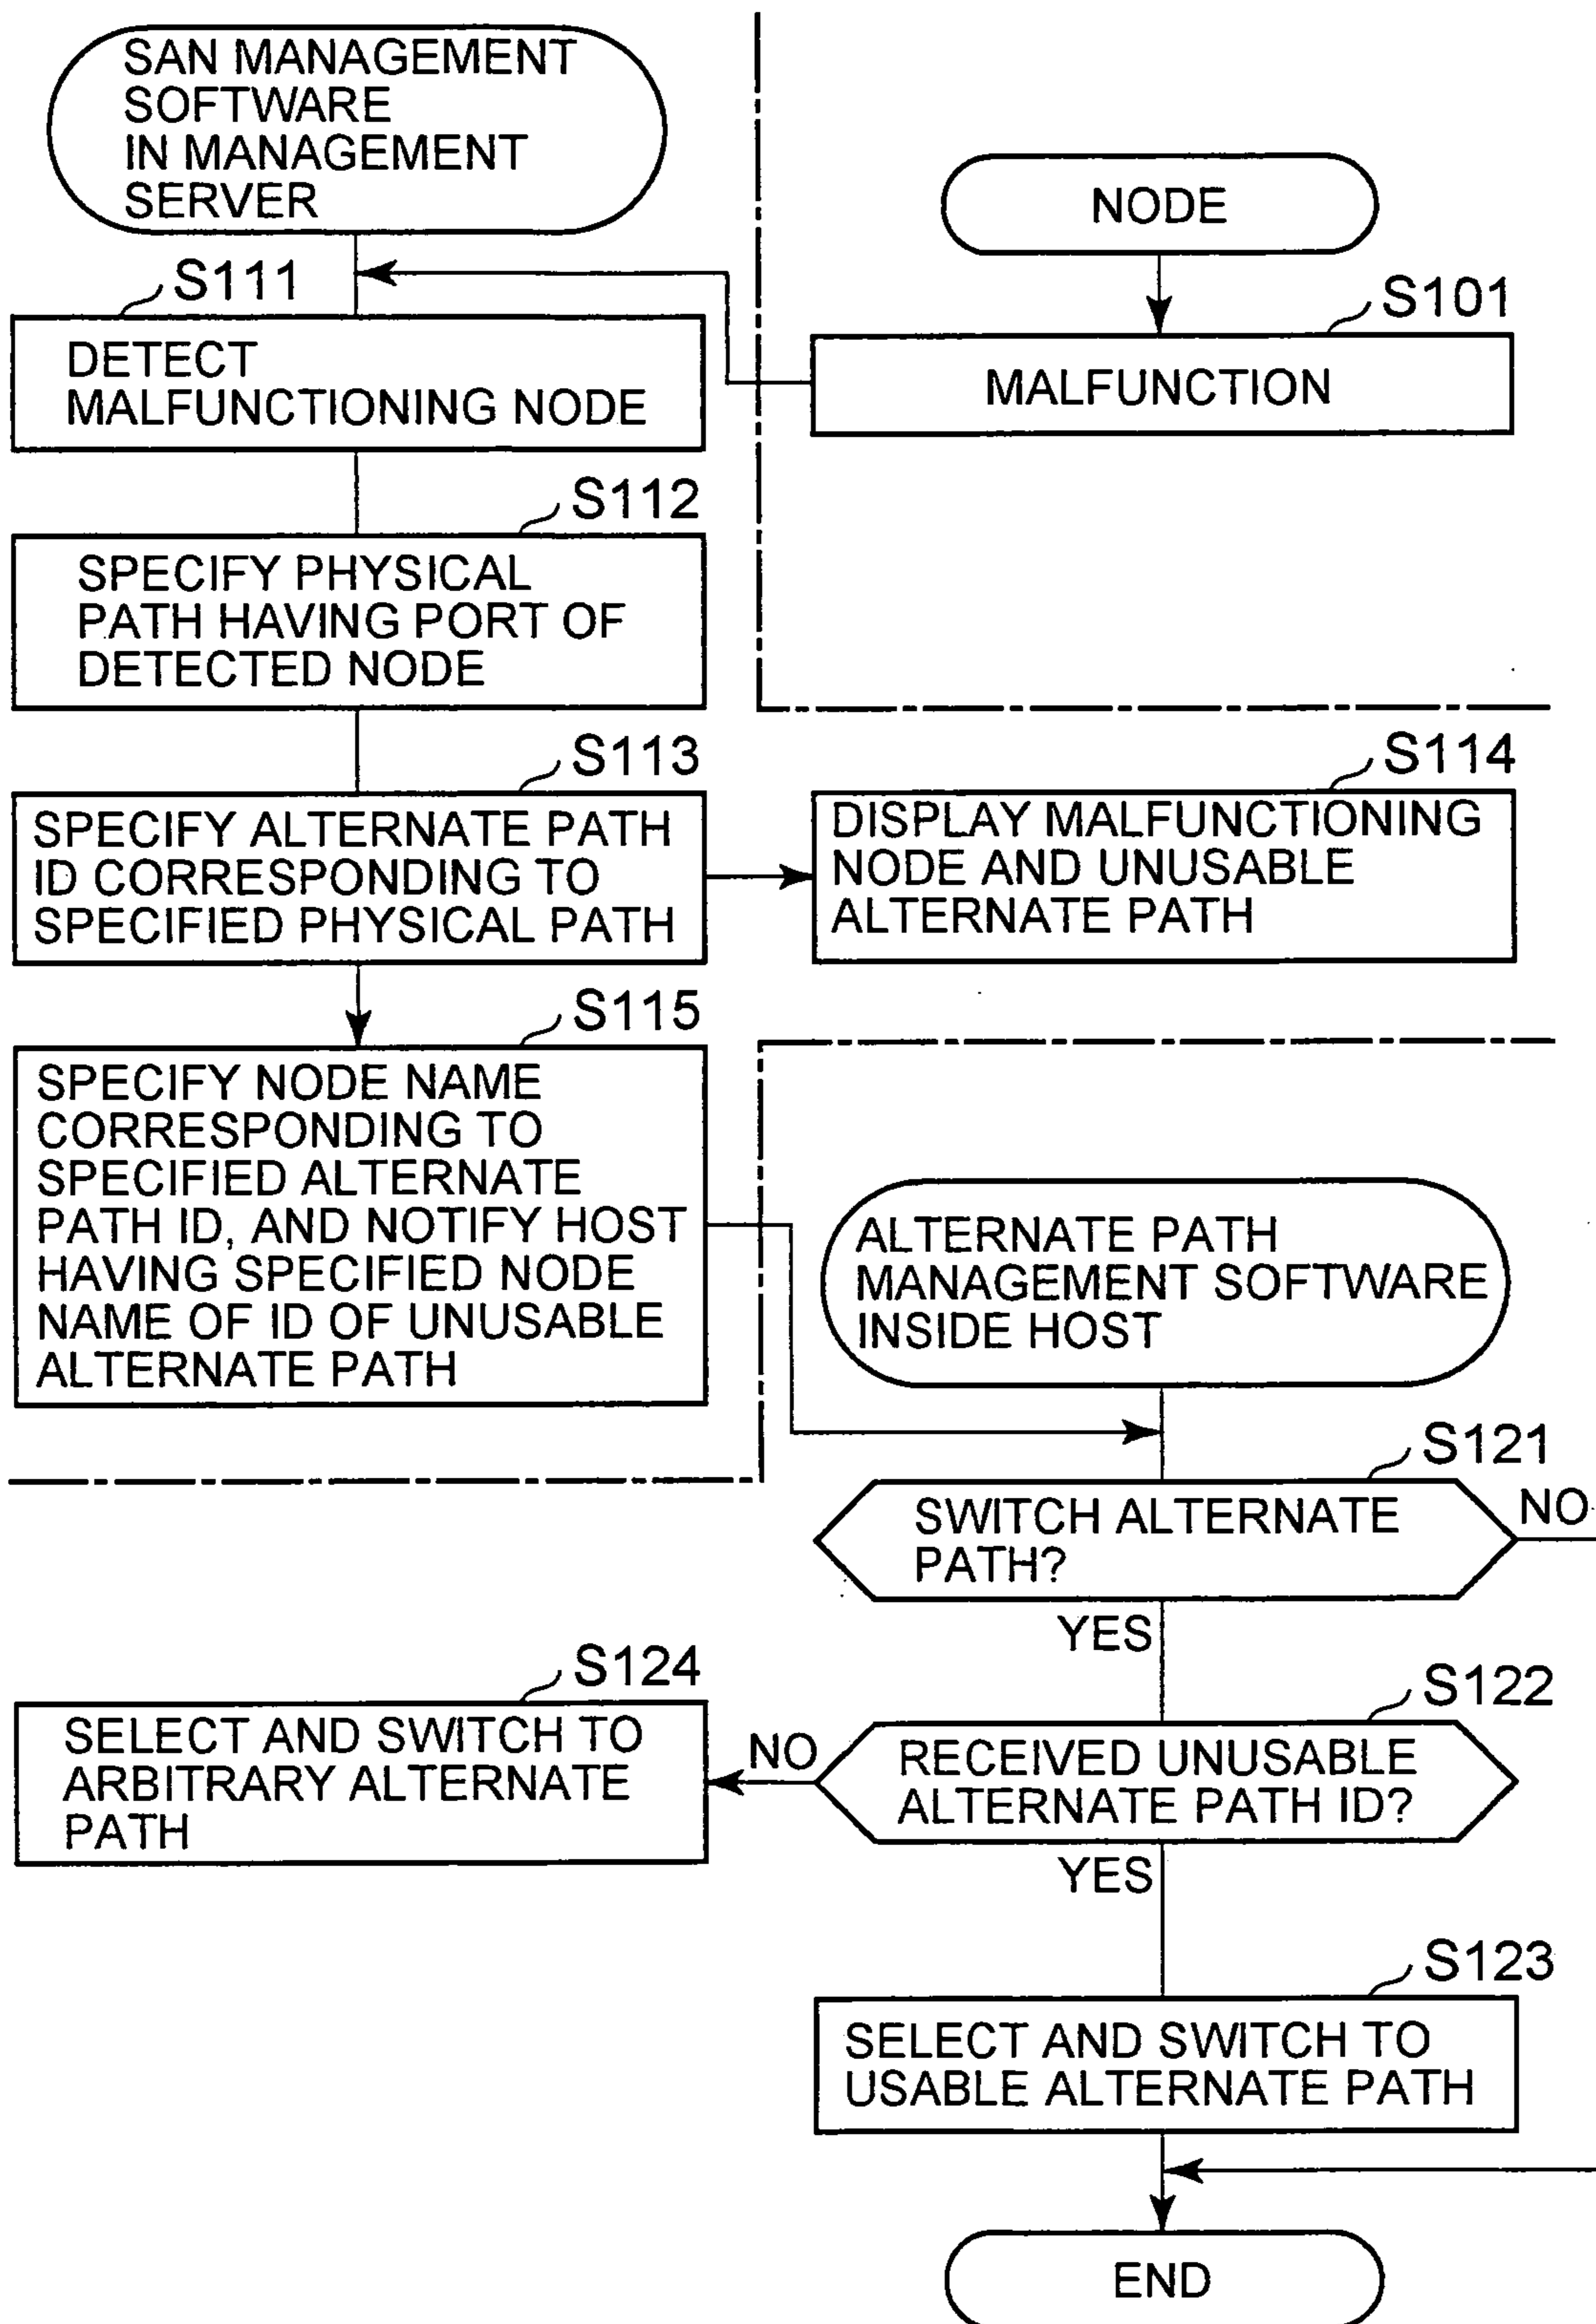 SAN MANAGEMENT
SOFTWARE
IN MANAGEMENT
SERVER
NODE
S111
S101
DETECT
MALFUNCTIONING NODE
MALFUNCTION
S112
SPECIFY PHYSICAL
PATH HAVING PORT OF
DETECTED NODE
S113
SPECIFY ALTERNATE PATH
ID CORRESPONDING TO
SPECIFIED PHYSICAL PATH
S114
DISPLAY MALFUNCTIONING
NODE AND UNUSABLE
ALTERNATE PATH
S115
SPECIFY NODE NAME
CORRESPONDING TO
SPECIFIED ALTERNATE
PATH ID, AND NOTIFY HOST
HAVING SPECIFIED NODE
NAME OF ID OF UNUSABLE
ALTERNATE PATH
ALTERNATE PATH
MANAGEMENT SOFTWARE
INSIDE HOST
S121
SWITCH ALTERNATE
PATH?
NO
YES
S122
RECEIVED UNUSABLE
ALTERNATE PATH ID?
NO
S124
SELECT AND SWITCH TO
ARBITRARY ALTERNATE
PATH
YES
S123
SELECT AND SWITCH TO
USABLE ALTERNATE PATH
END